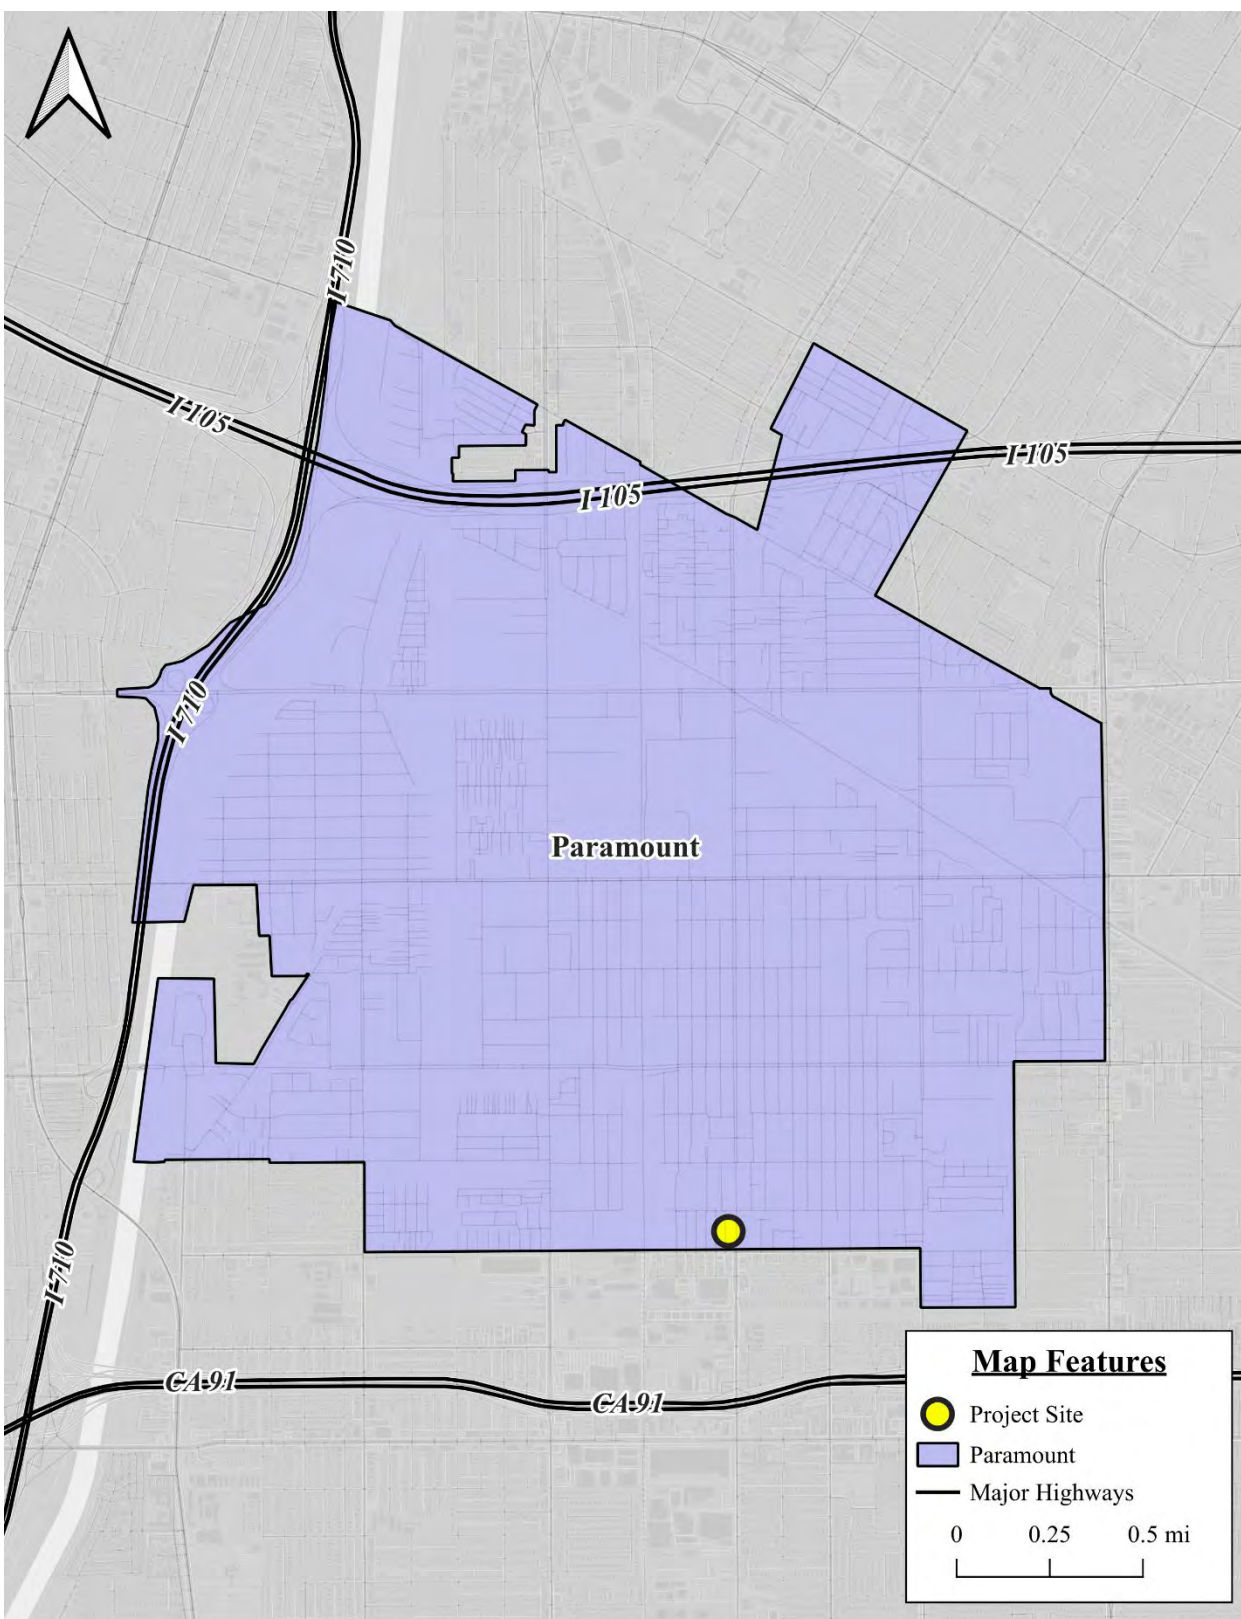 I 710
I 105
I 105
I 105
I 710
Paramount
I 710
CA 91
CA 91
Map Features
Project Site
Paramount
Major Highways
0 0.25 0.5 mi